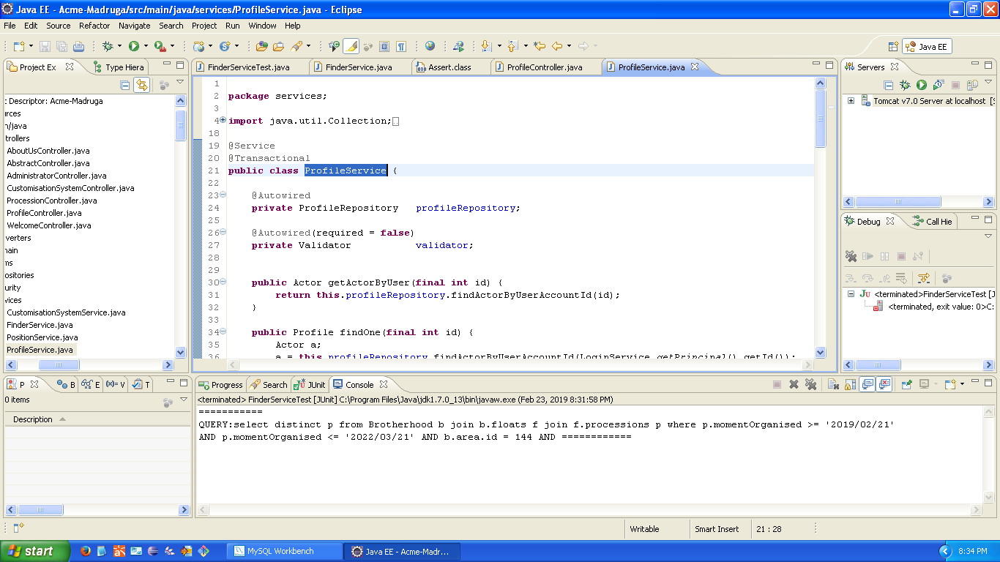 Java EE - Acme-Madruga/src/main/java/services/ProfileService.java - Eclipse
File Edit Source Refactor Navigate Search Project Run Window Help
Java EE
Project Ex
Type Hiera
: Descriptor: Acme-Madruga
urces
n/java
trollers
AboutUsController.java
AbstractController.java
AdministratorController.java
CustomisationSystemController.java
ProcessionController.java
ProfileController.java
WelcomeController.java
verters
nain
ms
ositories
urity
vices
CustomisationSystemService.java
FinderService.java
PositionService.java
ProfileService.java
FinderServiceTest.java
FinderService.java
Assert.class
ProfileController.java
ProfileService.java
1
2 package services;
3
4 import java.util.Collection;
18
19 @Service
20 @Transactional
21 public class ProfileService {
22
23 @Autowired
24 private ProfileRepository profileRepository;
25
26 @Autowired(required = false)
27 private Validator validator;
28
29
30 public Actor getActorByUser(final int id) {
31 return this.profileRepository.findActorByUserAccountId(id);
32 }
33
34 public Profile findOne(final int id) {
35 Actor a;
36 a = this.profileRepository.findActorByUserAccountId(LoginService.getPrincipal().getId());
Servers
Tomcat v7.0 Server at localhost [S
Debug
Call Hie
<terminated>FinderServiceTest [J
<terminated, exit value: 0>C:
P B E (x)= V T
0 items
Description
Progress Search JUnit Console
<terminated> FinderServiceTest [JUnit] C:\Program Files\Java\jdk1.7.0_13\bin\javaw.exe (Feb 23, 2019 8:31:58 PM)
===========
QUERY:select distinct p from Brotherhood b join b.floats f join f.processions p where p.momentOrganised >= '2019/02/21'
AND p.momentOrganised <= '2022/03/21' AND b.area.id = 144 AND ============
Writable Smart Insert 21 : 28
start
MySQL Workbench
Java EE - Acme-Madr...
8:34 PM